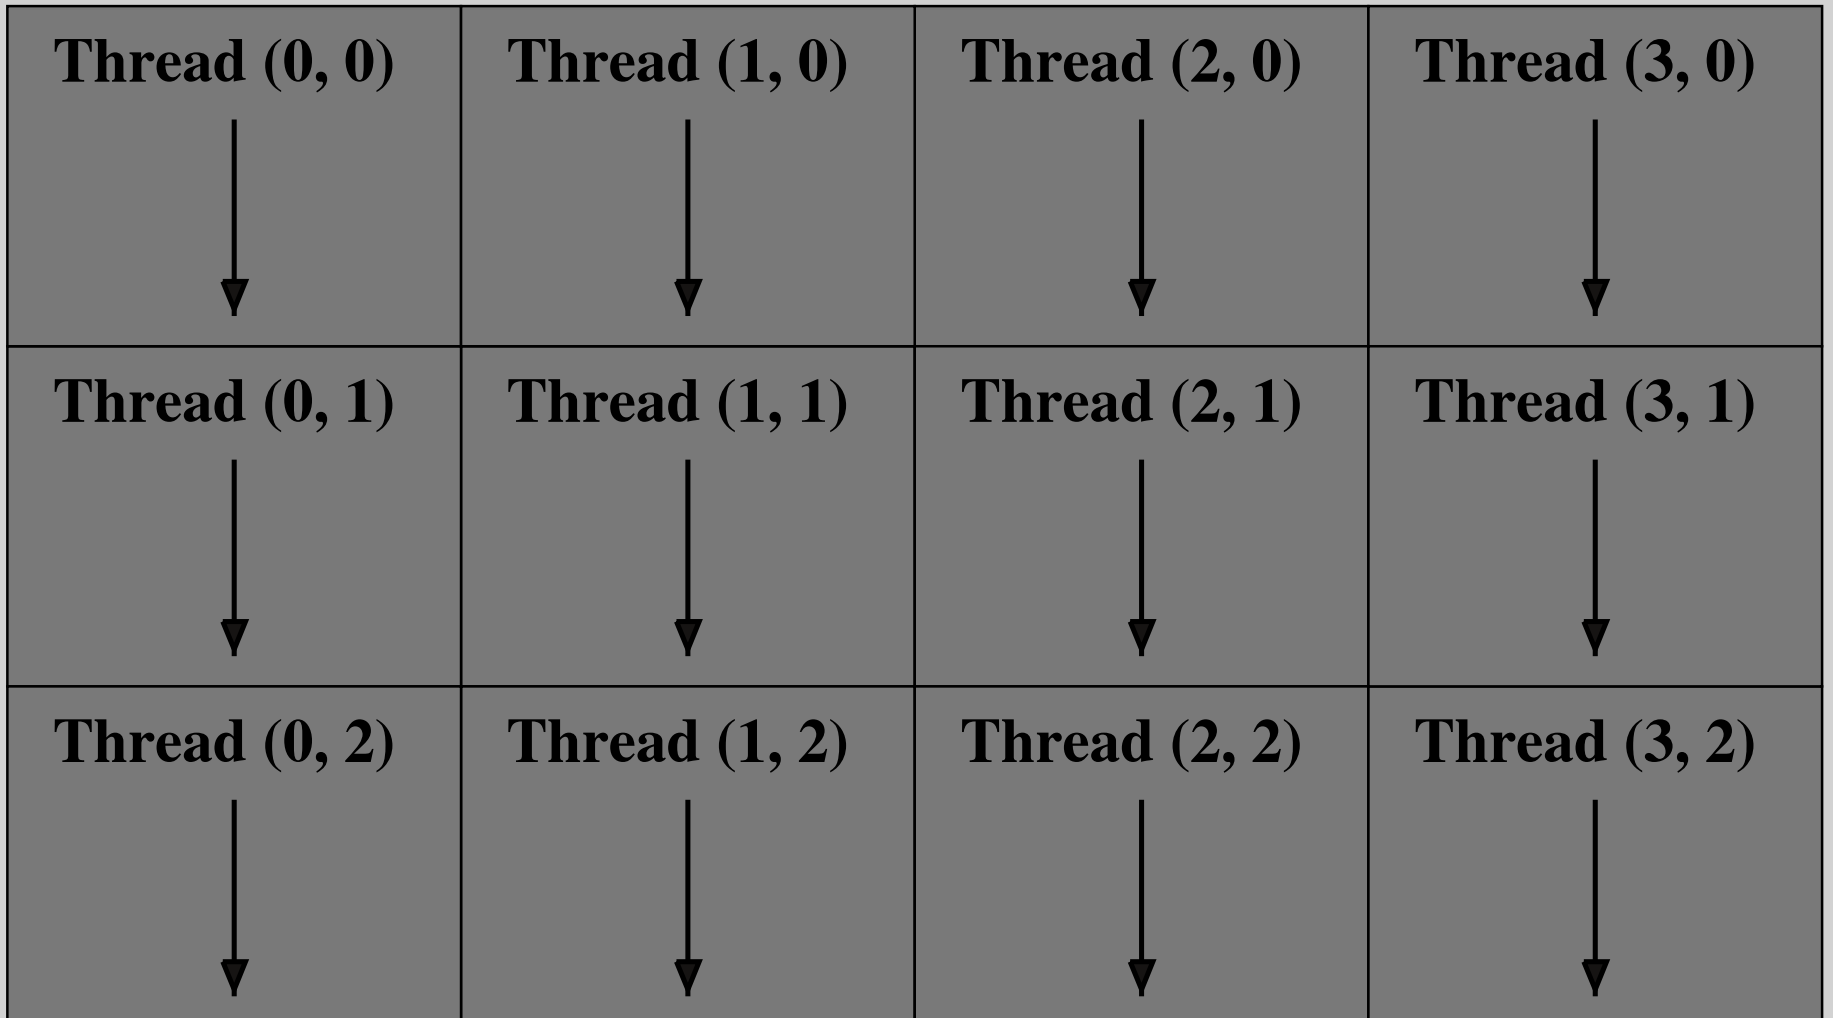 Thread (0, 0) Thread (1, 0) Thread (2, 0) Thread (3, 0)
Thread (0, 1) Thread (1, 1) Thread (2, 1) Thread (3, 1)
Thread (0, 2) Thread (1, 2) Thread (2, 2) Thread (3, 2)